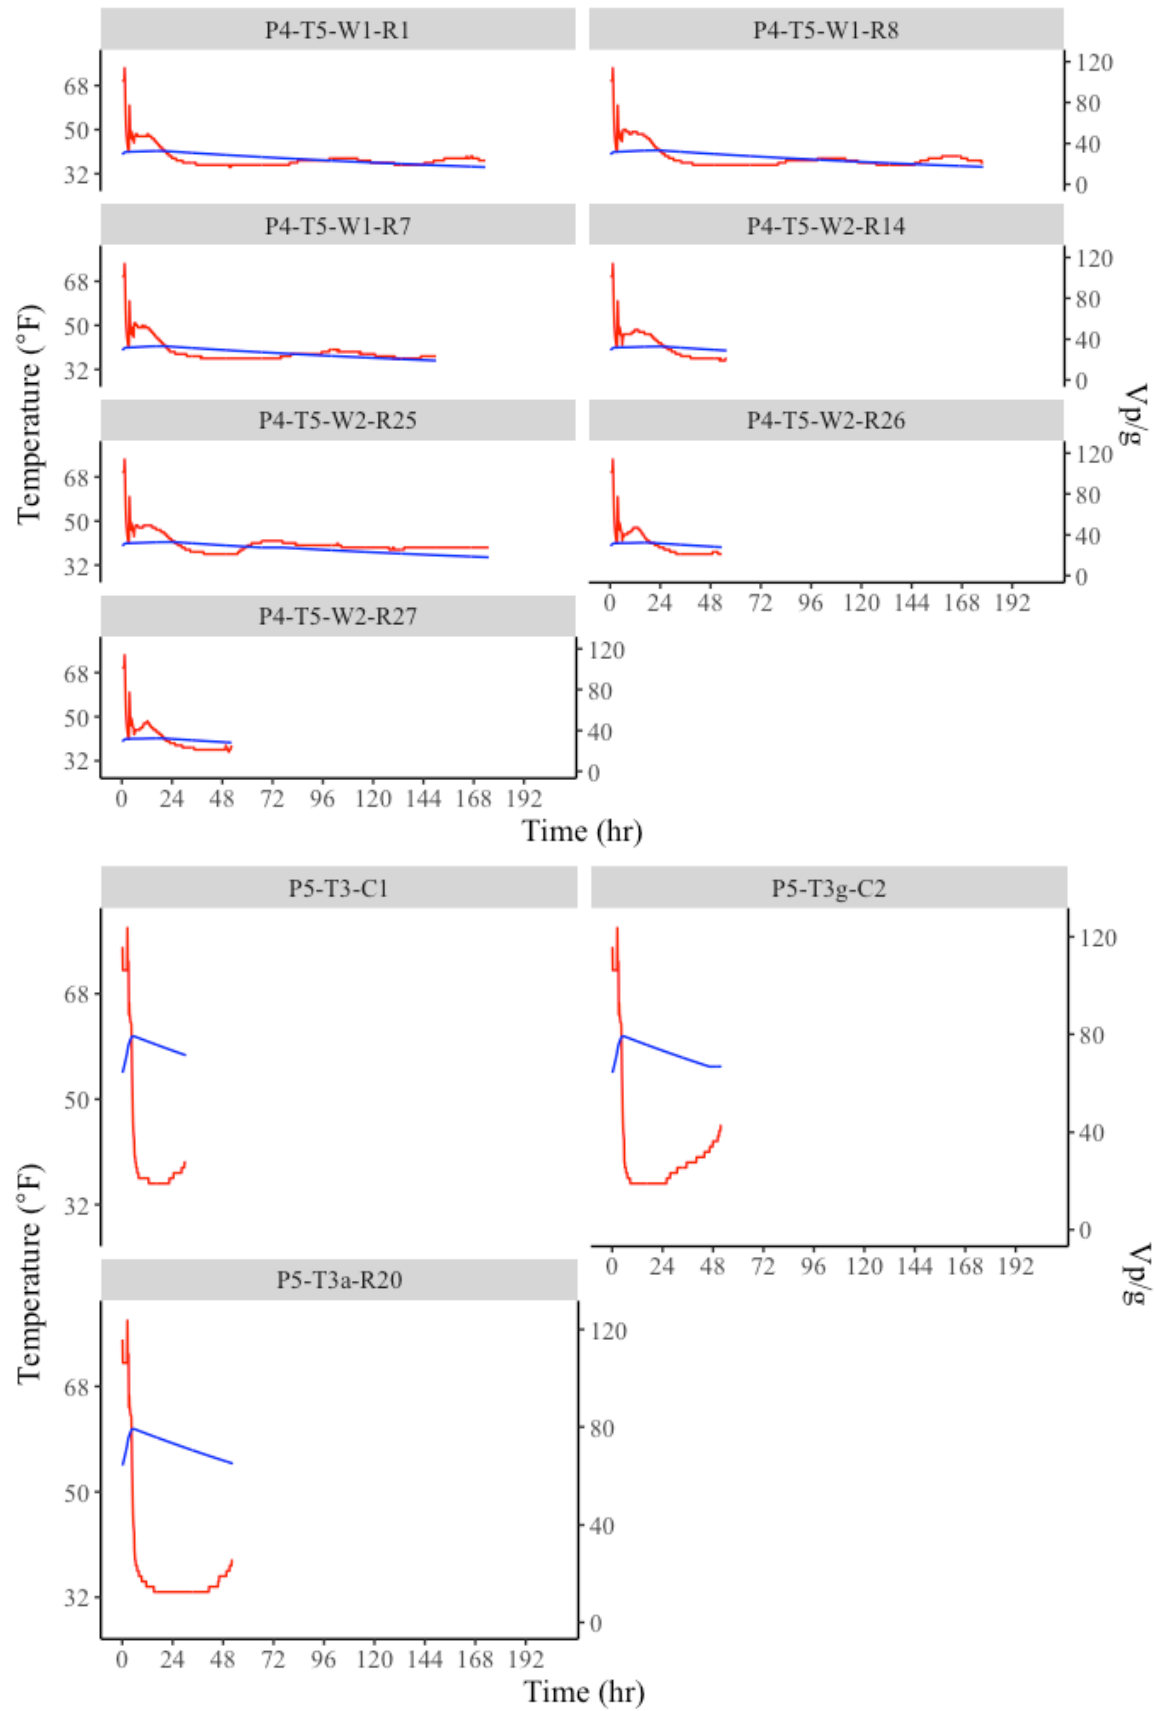 P4-T5-W1-R1 P4-T5-W1-R8
68 50 32 120 80 40 0
P4-T5-W1-R7 P4-T5-W2-R14
68 50 32 120 80 40 0
P4-T5-W2-R25 P4-T5-W2-R26
68 50 32 120 80 40 0
0 24 48 72 96 120 144 168 192
P4-T5-W2-R27
68 50 32 120 80 40 0
0 24 48 72 96 120 144 168 192
Temperature (°F)
Vp/g
Time (hr)
P5-T3-C1 P5-T3g-C2
68 50 32 120 80 40 0
0 24 48 72 96 120 144 168 192
P5-T3a-R20
68 50 32 120 80 40 0
0 24 48 72 96 120 144 168 192
Temperature (°F)
Vp/g
Time (hr)